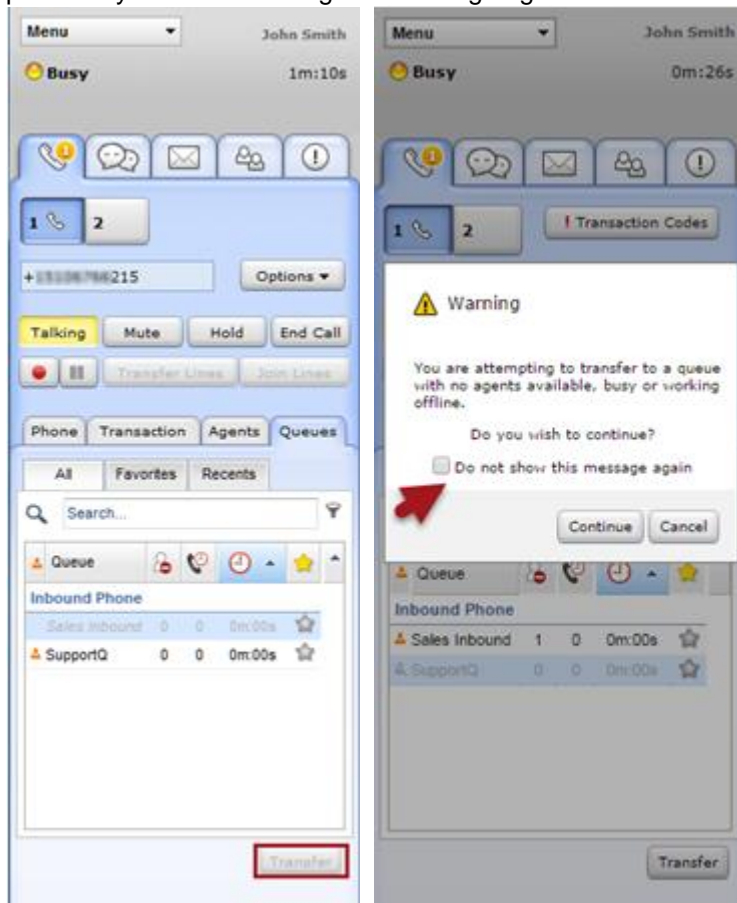 Menu John Smith
Busy 1m:10s
1 2
+ 215 Options
Talking Mute Hold End Call
Transfer Lines Join Lines
Phone Transaction Agents Queues
All Favorites Recents
Search...
Queue
Inbound Phone
Sales Inbound 0 0 0m:00s
SupportQ 0 0 0m:00s
Transfer
Menu John Smith
Busy 0m:26s
1 2 ! Transaction Codes
Warning
You are attempting to transfer to a queue
with no agents available, busy or working
offline.
Do you wish to continue?
Do not show this message again
Continue Cancel
Queue
Inbound Phone
Sales Inbound 1 0 0m:00s
SupportQ 0 0 0m:00s
Transfer